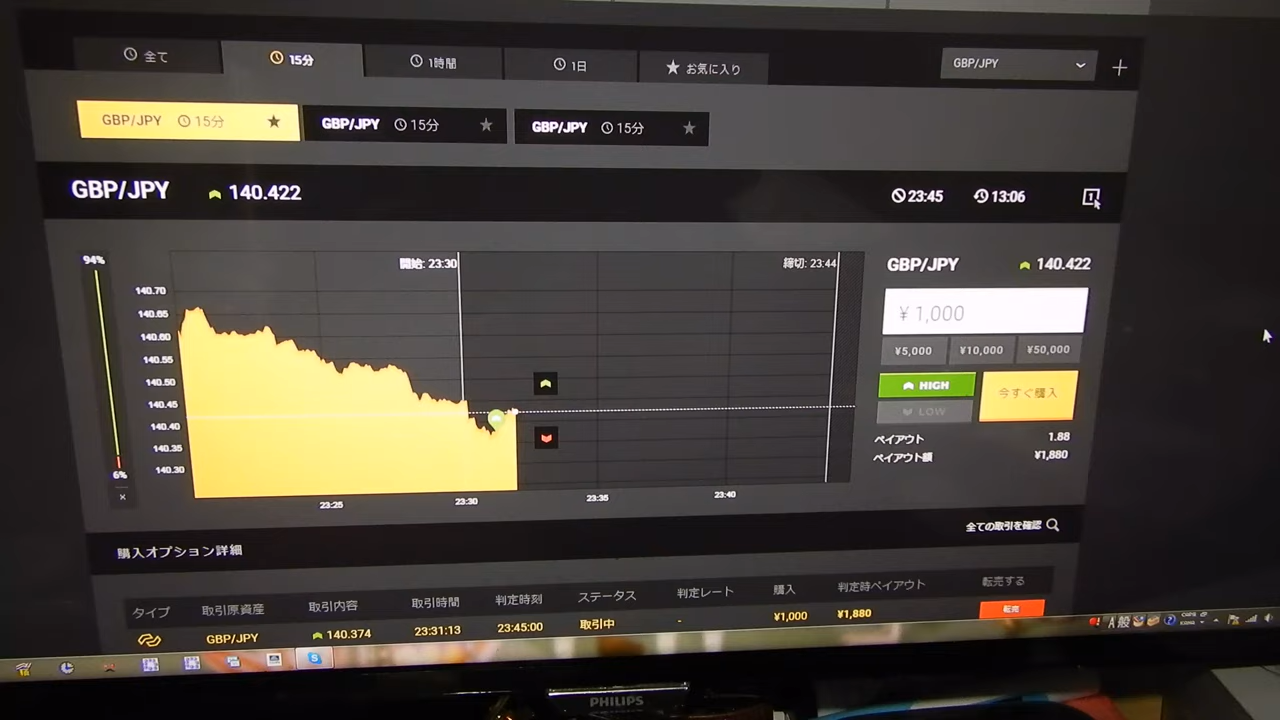 全て 15分 1時間 1日 お気に入り GBP/JPY
GBP/JPY 15分 GBP/JPY 15分 GBP/JPY 15分
GBP/JPY 140.422 23:45 13:06
94%
開始: 23:30
締切: 23:44
140.70
140.65
140.60
140.55
140.50
140.45
140.40
140.35
140.30
6%
23:25 23:30 23:35 23:40
GBP/JPY 140.422
¥ 1,000
¥5,000 ¥10,000 ¥50,000
HIGH
LOW
今すぐ購入
ペイアウト 1.88
ペイアウト額 ¥1,880
全ての取引を確認
購入オプション詳細
タイプ 取引原資産 取引内容 取引時間 判定時刻 ステータス 判定レート 購入 判定時ペイアウト 転売する
GBP/JPY 140.374 23:31:13 23:45:00 取引中 - ¥1,000 ¥1,880 転売
A 般
PHILIPS